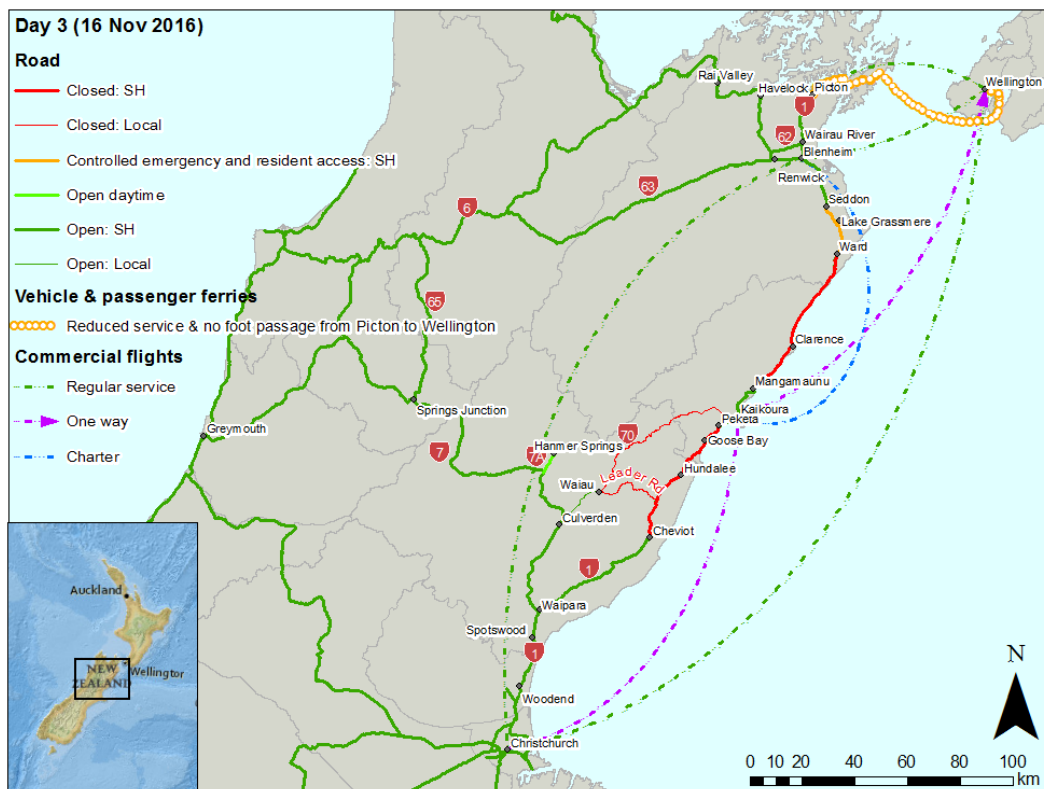 Day 3 (16 Nov 2016)
Road
Closed: SH
Closed: Local
Controlled emergency and resident access: SH
Open daytime
Open: SH
Open: Local
Vehicle & passenger ferries
Reduced service & no foot passage from Picton to Wellington
Commercial flights
Regular service
One way
Charter
Rai Valley
Havelock
Picton
Wellington
1
62
Wairau River
Blenheim
Renwick
63
6
Seddon
Lake Grassmere
Ward
65
Clarence
Mangamaunu
Springs Junction
Kaikoura
Peketa
Greymouth
70
Goose Bay
Hanmer Springs
7
7A
Hundalee
Leader Rd
Waiau
Culverden
Cheviot
1
Waipara
Spotswood
1
Woodend
Christchurch
Auckland
Wellington
NEW
ZEALAND
N
0 20 40 60 80 100
km